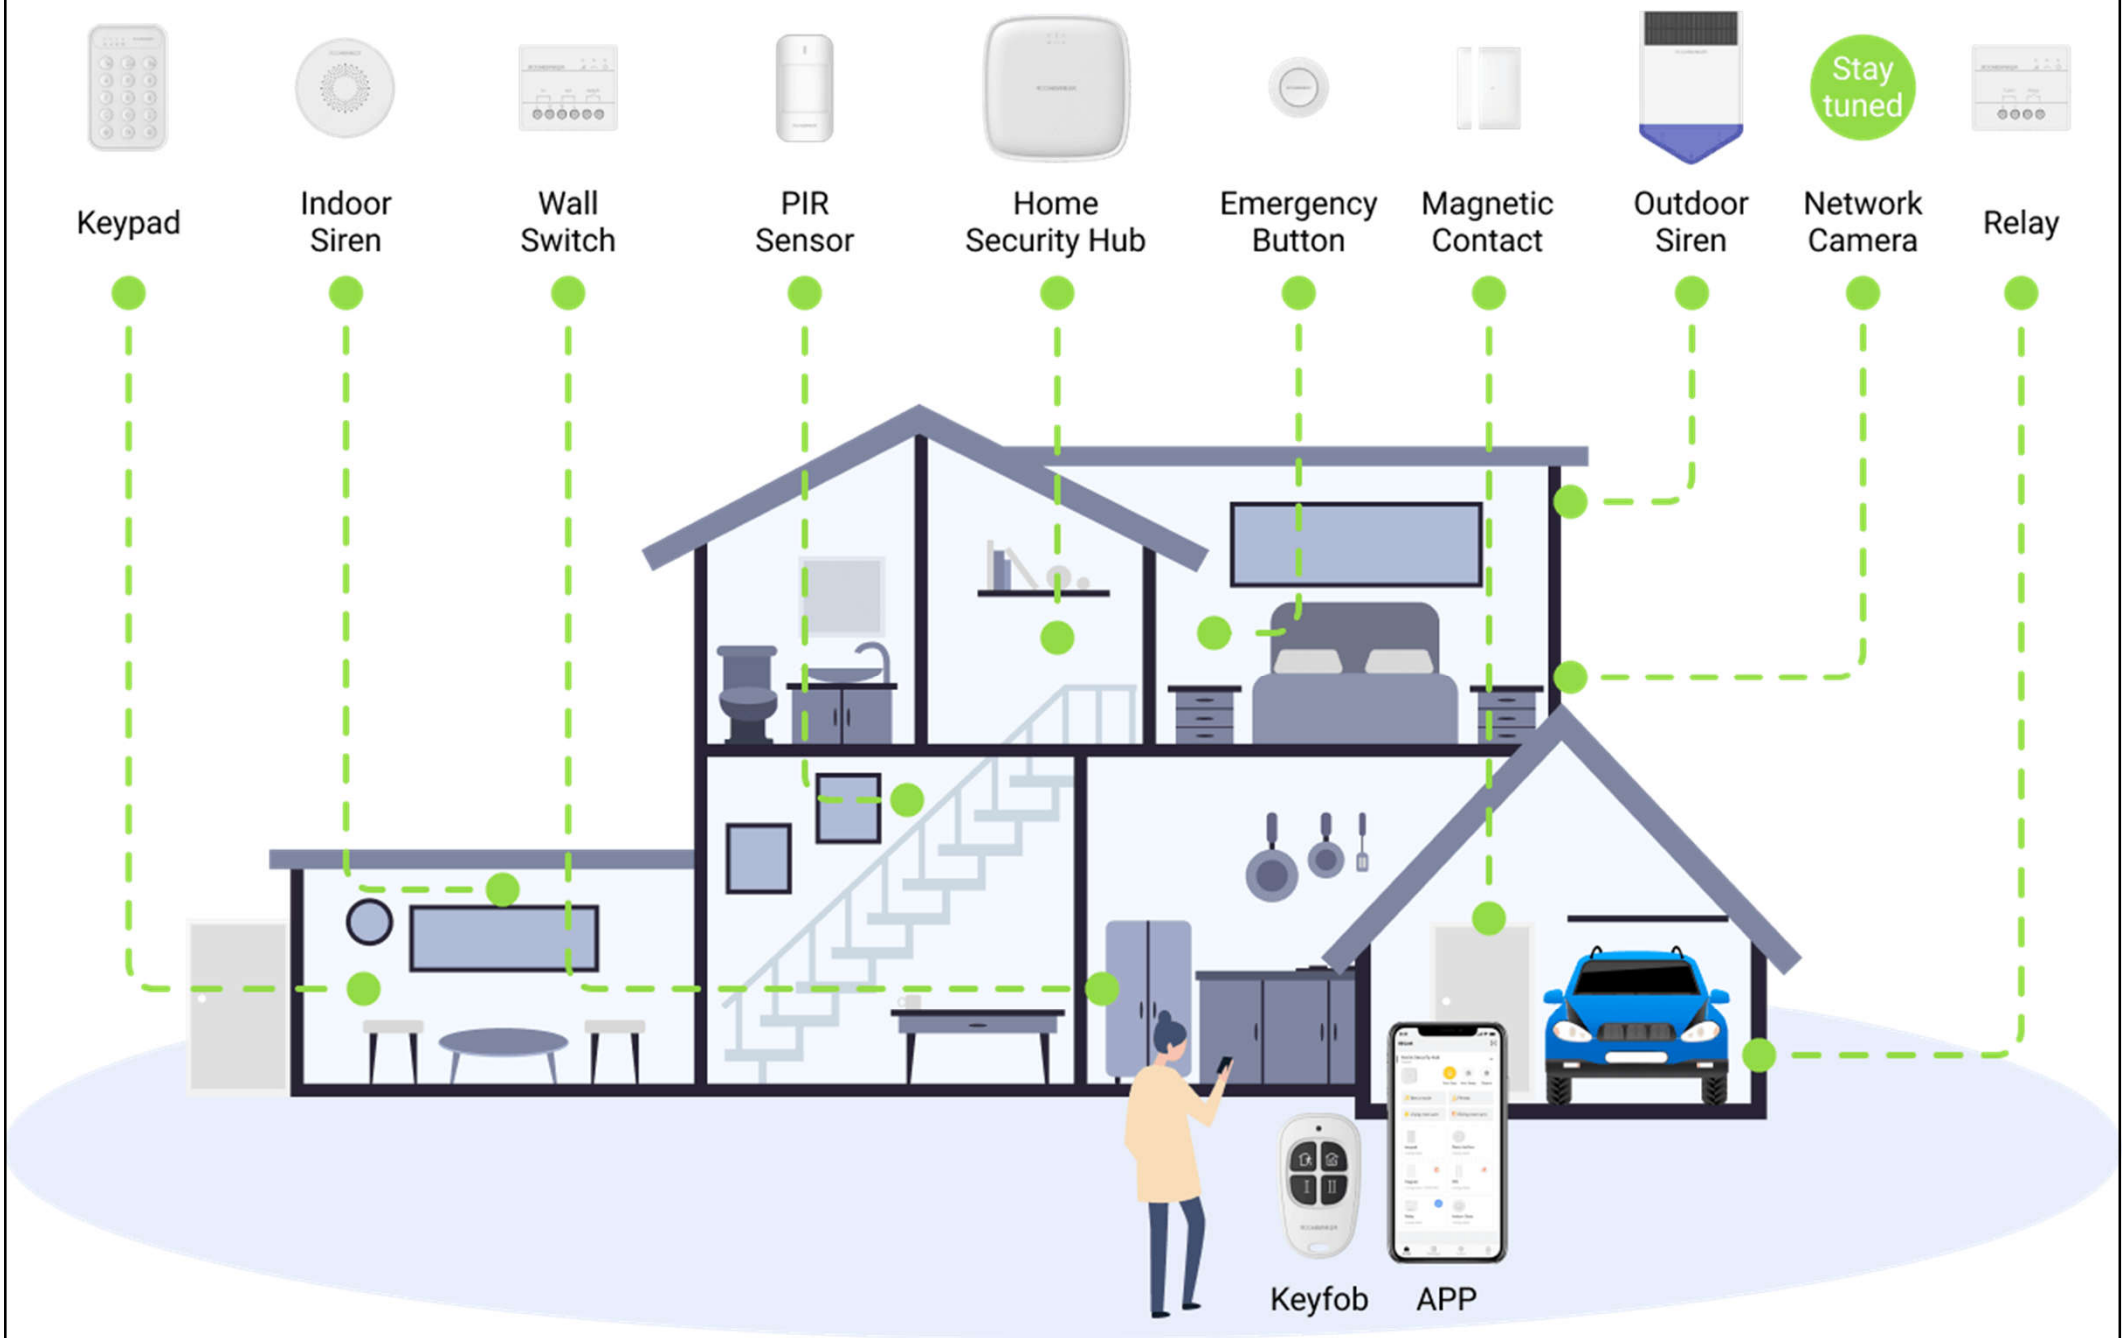 Stay
tuned
Keypad
Indoor
Siren
Wall
Switch
PIR
Sensor
Home
Security Hub
Emergency
Button
Magnetic
Contact
Outdoor
Siren
Network
Camera
Relay
Keyfob
APP